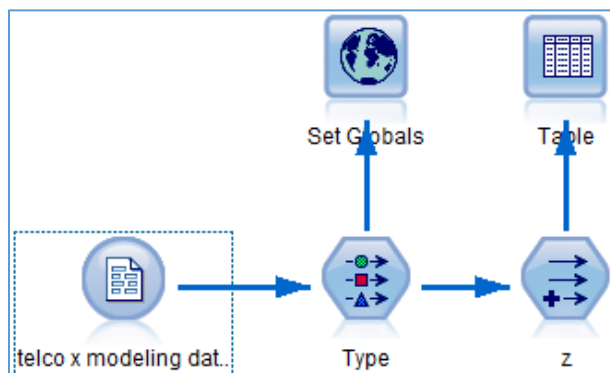 Set Globals
Table
telco x modeling dat..
Type
z